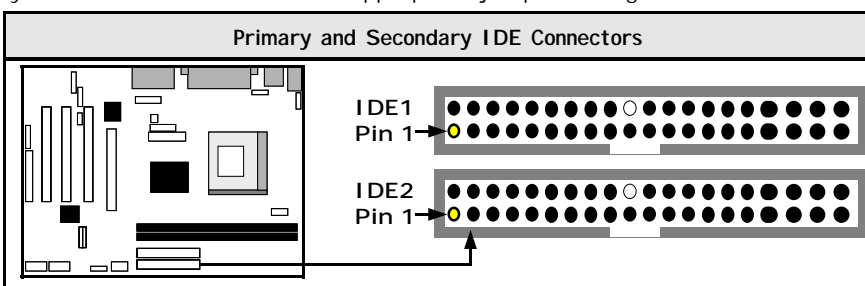 Primary and Secondary IDE Connectors
IDE1
Pin 1
IDE2
Pin 1